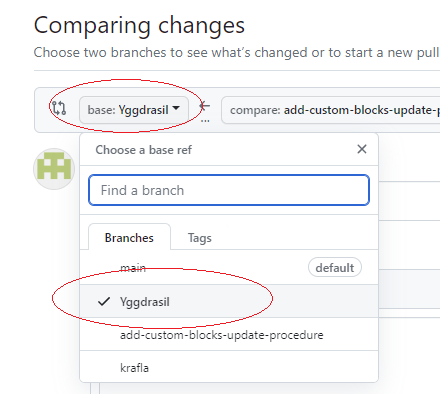 Comparing changes
Choose two branches to see what's changed or to start a new pull
base: Yggdrasil
compare: add-custom-blocks-update-p
Choose a base ref
Find a branch
Branches Tags
main default
Yggdrasil
add-custom-blocks-update-procedure
krafla